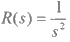 R(s) = 1/s²